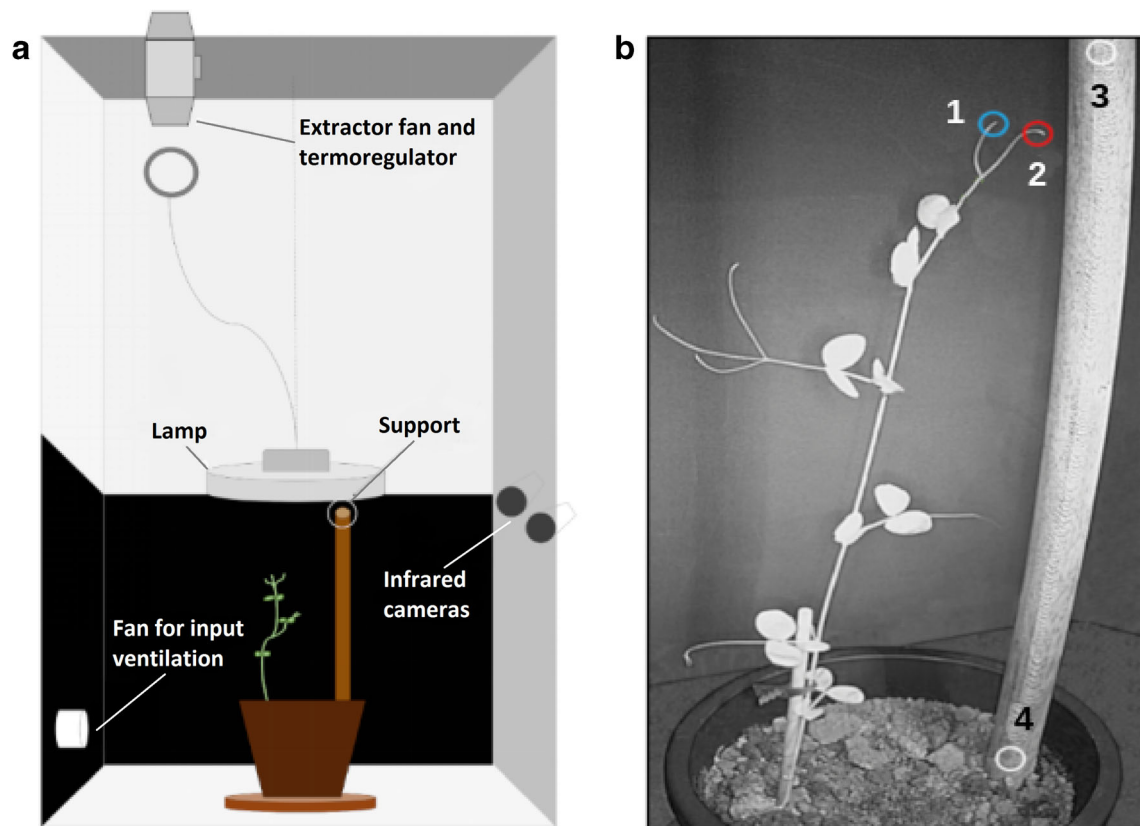 a
Extractor fan and
termoregulator
Lamp
Support
Infrared
cameras
Fan for input
ventilation
b
1
2
3
4